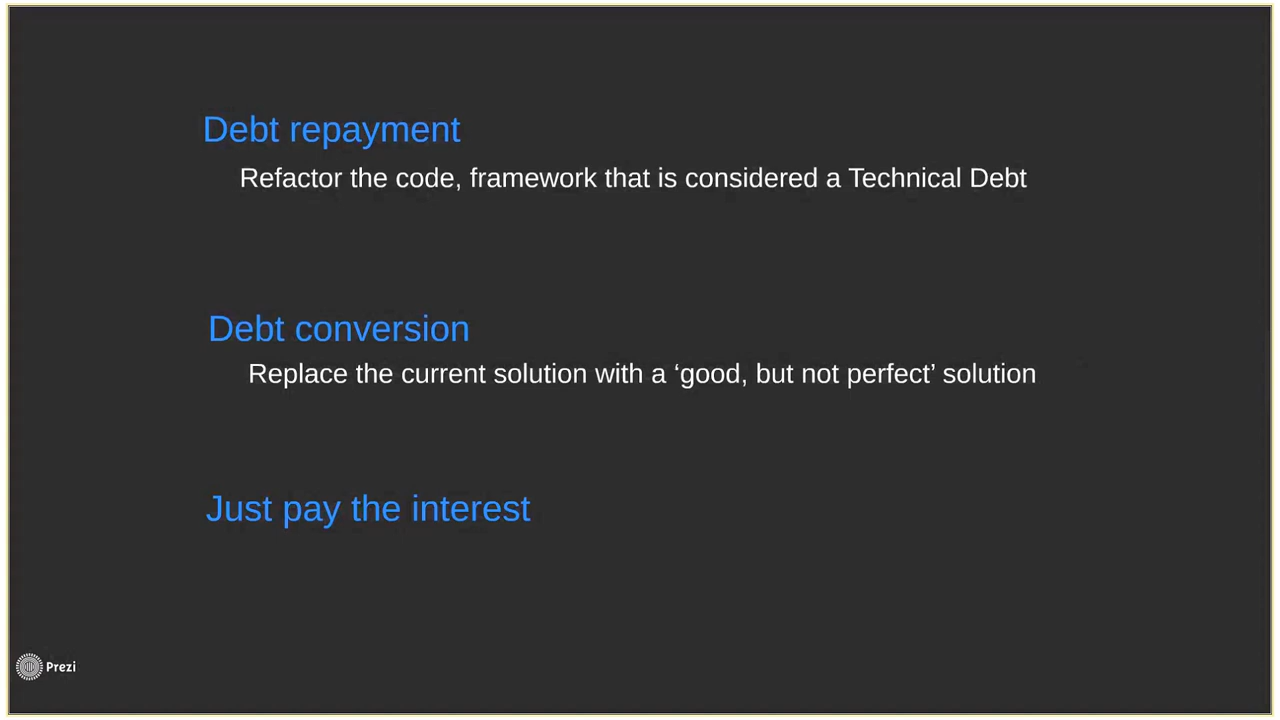 Debt repayment
Refactor the code, framework that is considered a Technical Debt
Debt conversion
Replace the current solution with a ‘good, but not perfect’ solution
Just pay the interest
Prezi